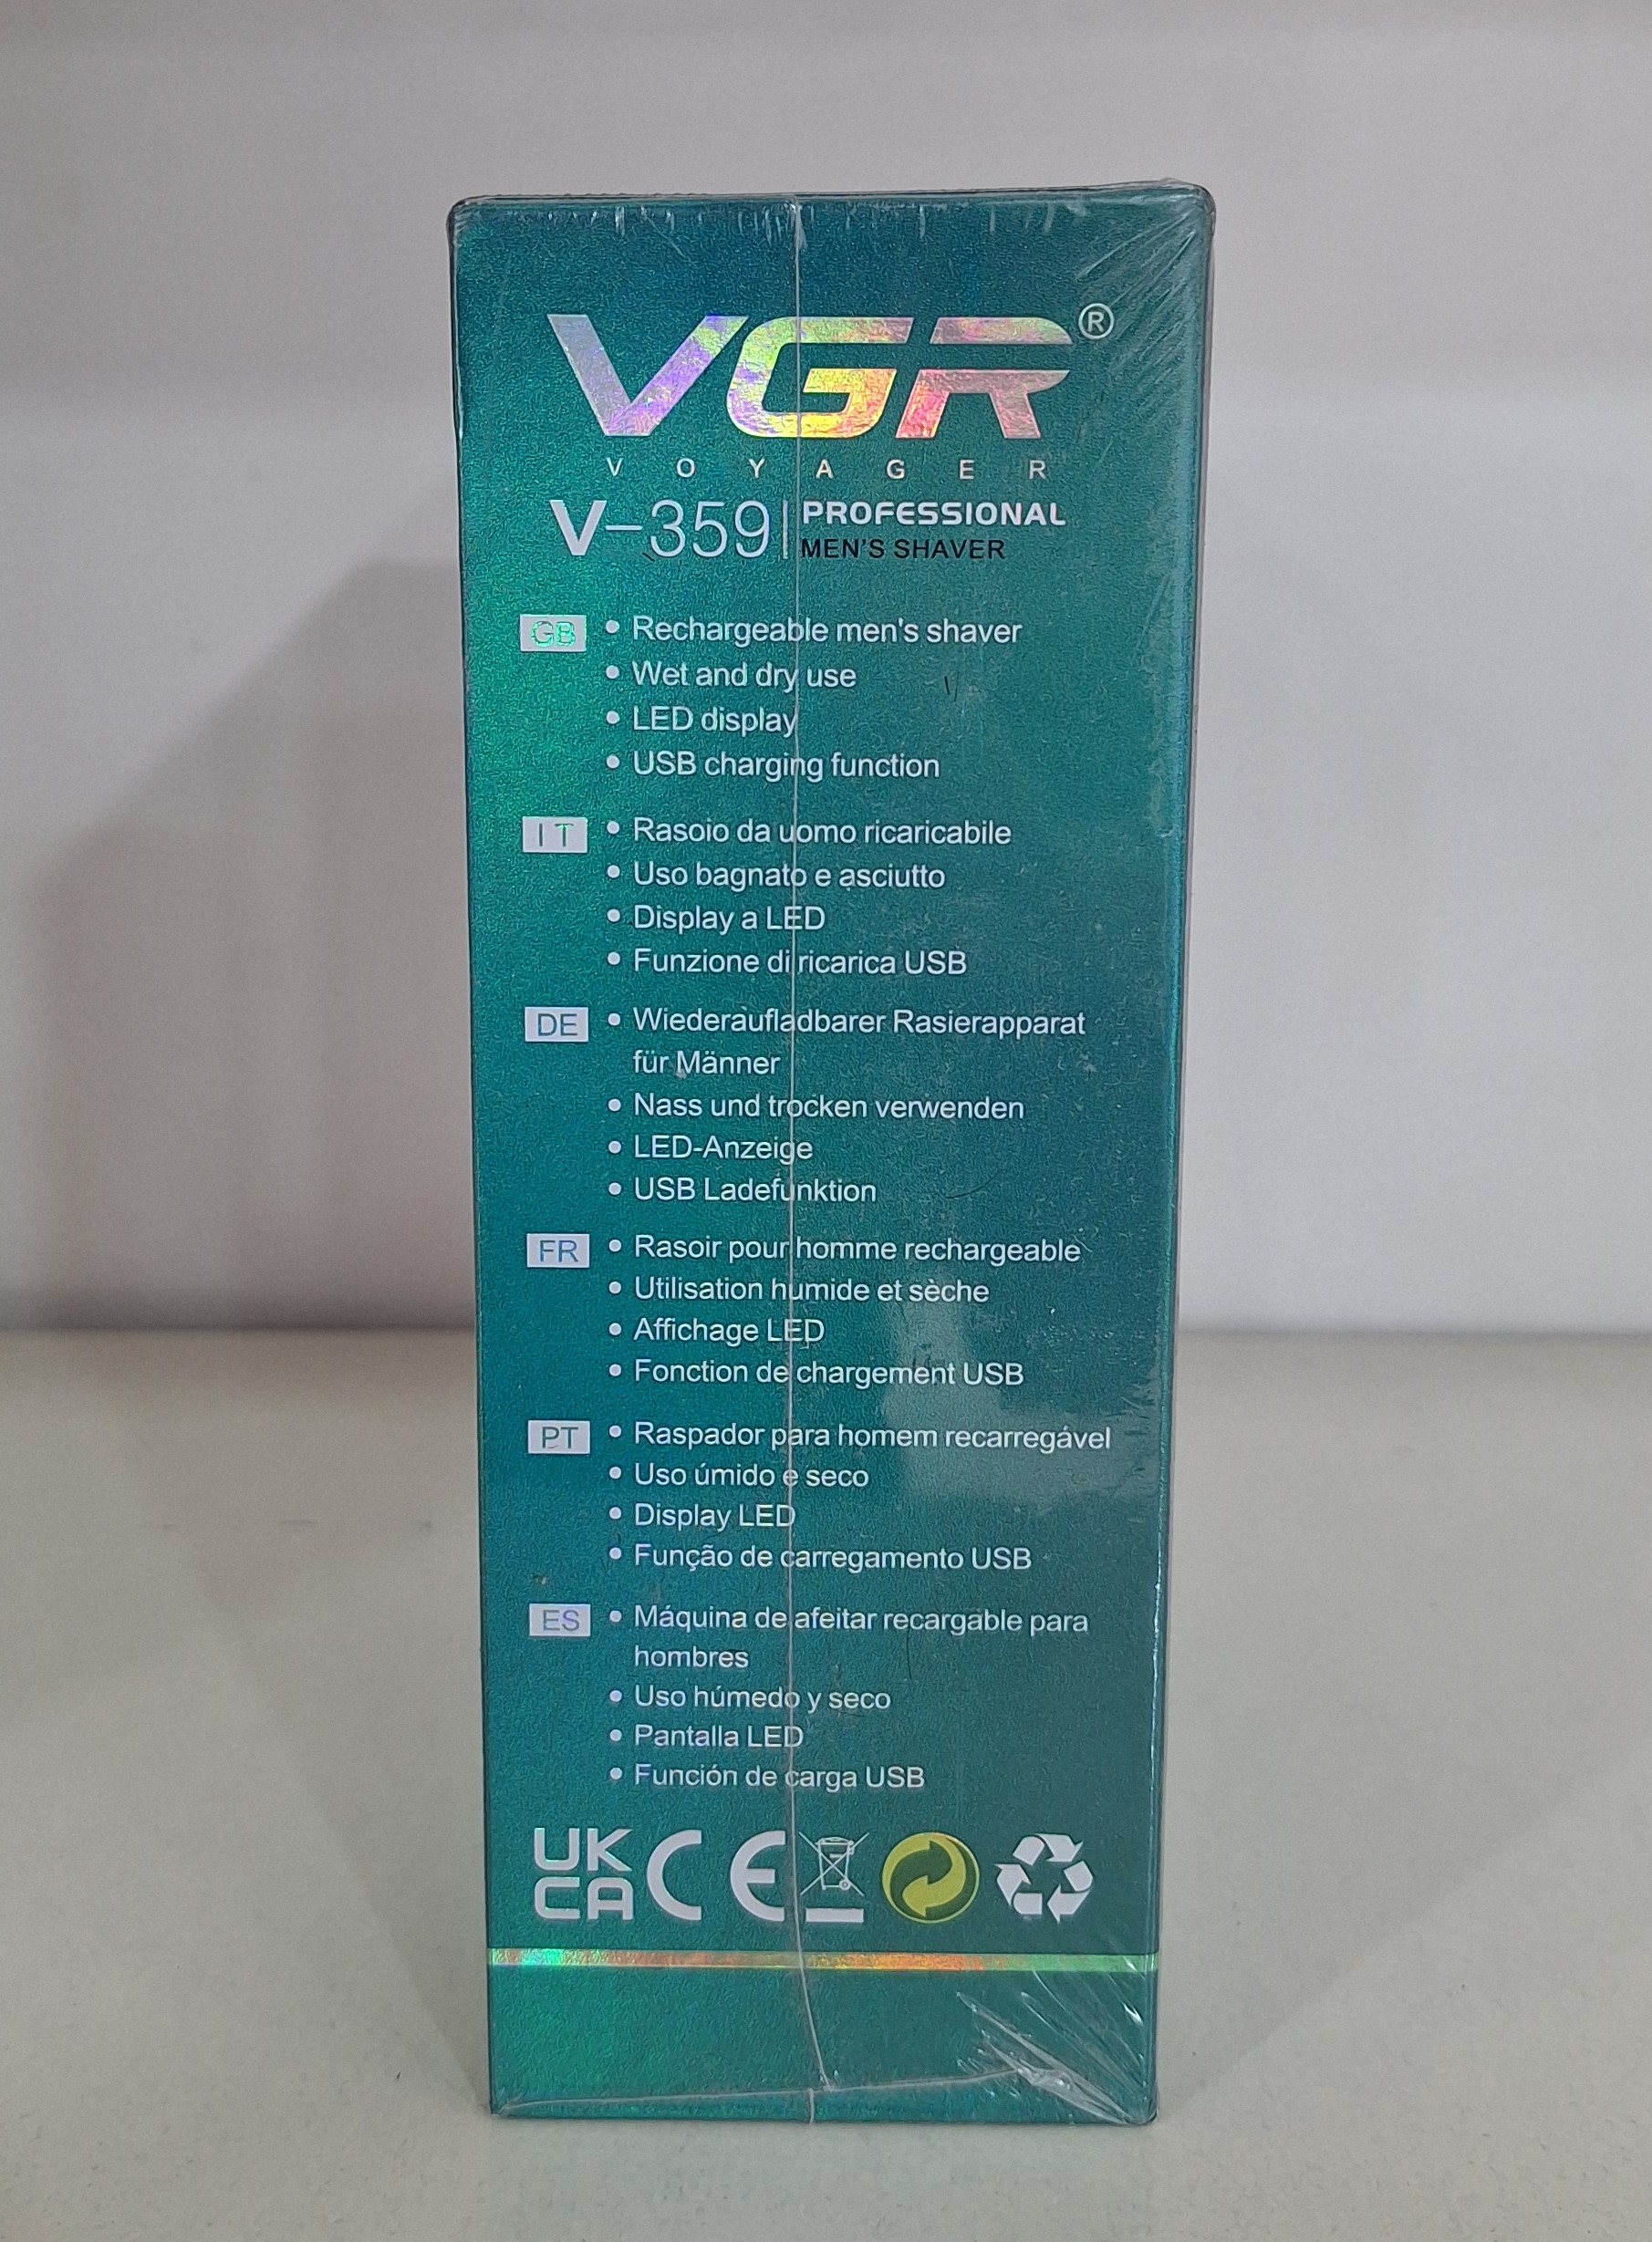 VGR®
VOYAGER
V-359 PROFESSIONAL
MEN'S SHAVER
GB • Rechargeable men's shaver
• Wet and dry use
• LED display
• USB charging function
IT • Rasoio da uomo ricaricabile
• Uso bagnato e asciutto
• Display a LED
• Funzione di ricarica USB
DE • Wiederaufladbarer Rasierapparat
für Männer
• Nass und trocken verwenden
• LED-Anzeige
• USB Ladefunktion
FR • Rasoir pour homme rechargeable
• Utilisation humide et sèche
• Affichage LED
• Fonction de chargement USB
PT • Raspador para homem recarregável
• Uso úmido e seco
• Display LED
• Função de carregamento USB
ES • Máquina de afeitar recargable para
hombres
• Uso húmedo y seco
• Pantalla LED
• Función de carga USB
UK
CA CE